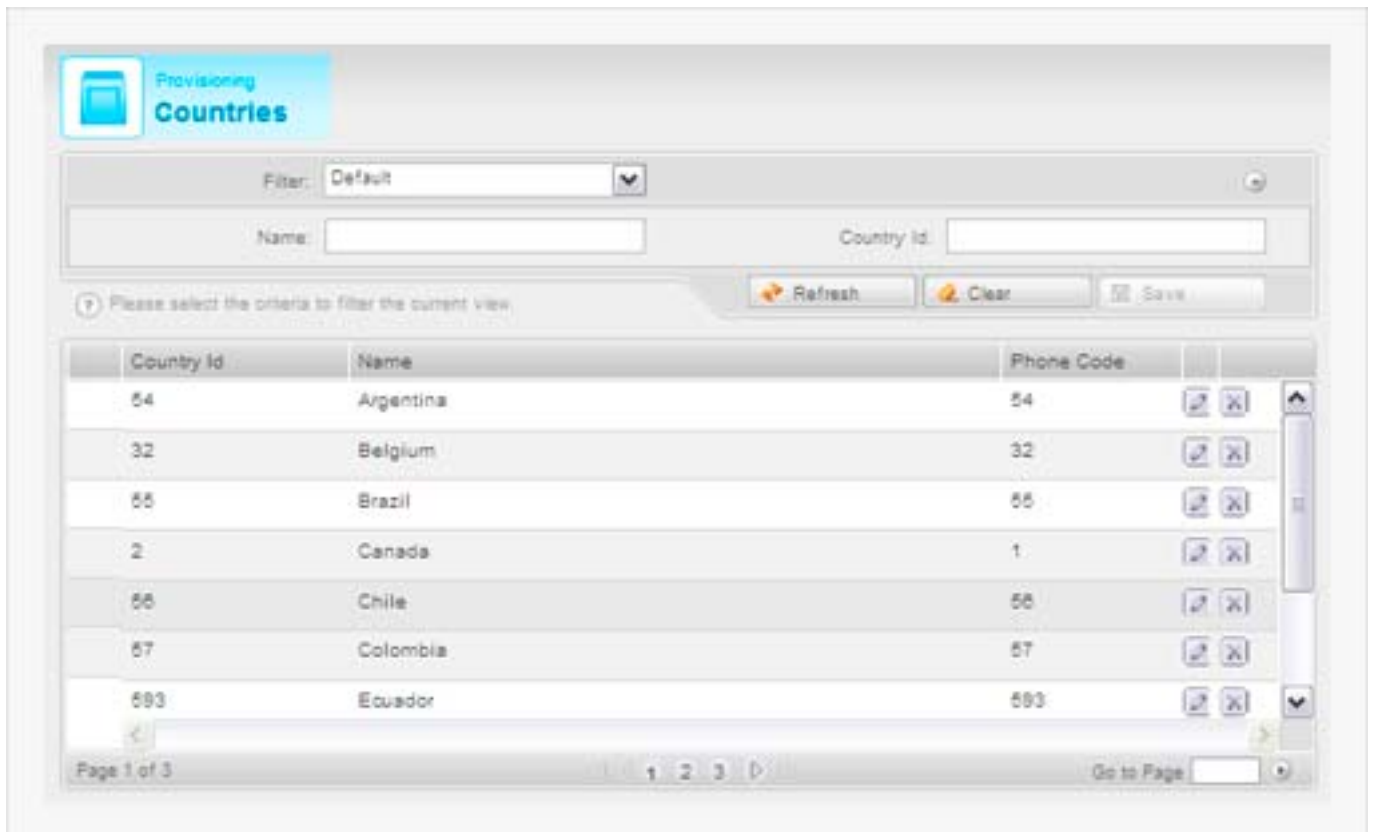 Provisioning
Countries
Filter: Default
Name: Country Id:
Please select the criteria to filter the current view.
Refresh Clear Save
Country Id Name Phone Code
54 Argentina 54
32 Belgium 32
55 Brazil 55
2 Canada 1
56 Chile 56
57 Colombia 57
593 Ecuador 593
Page 1 of 3 1 2 3 Go to Page